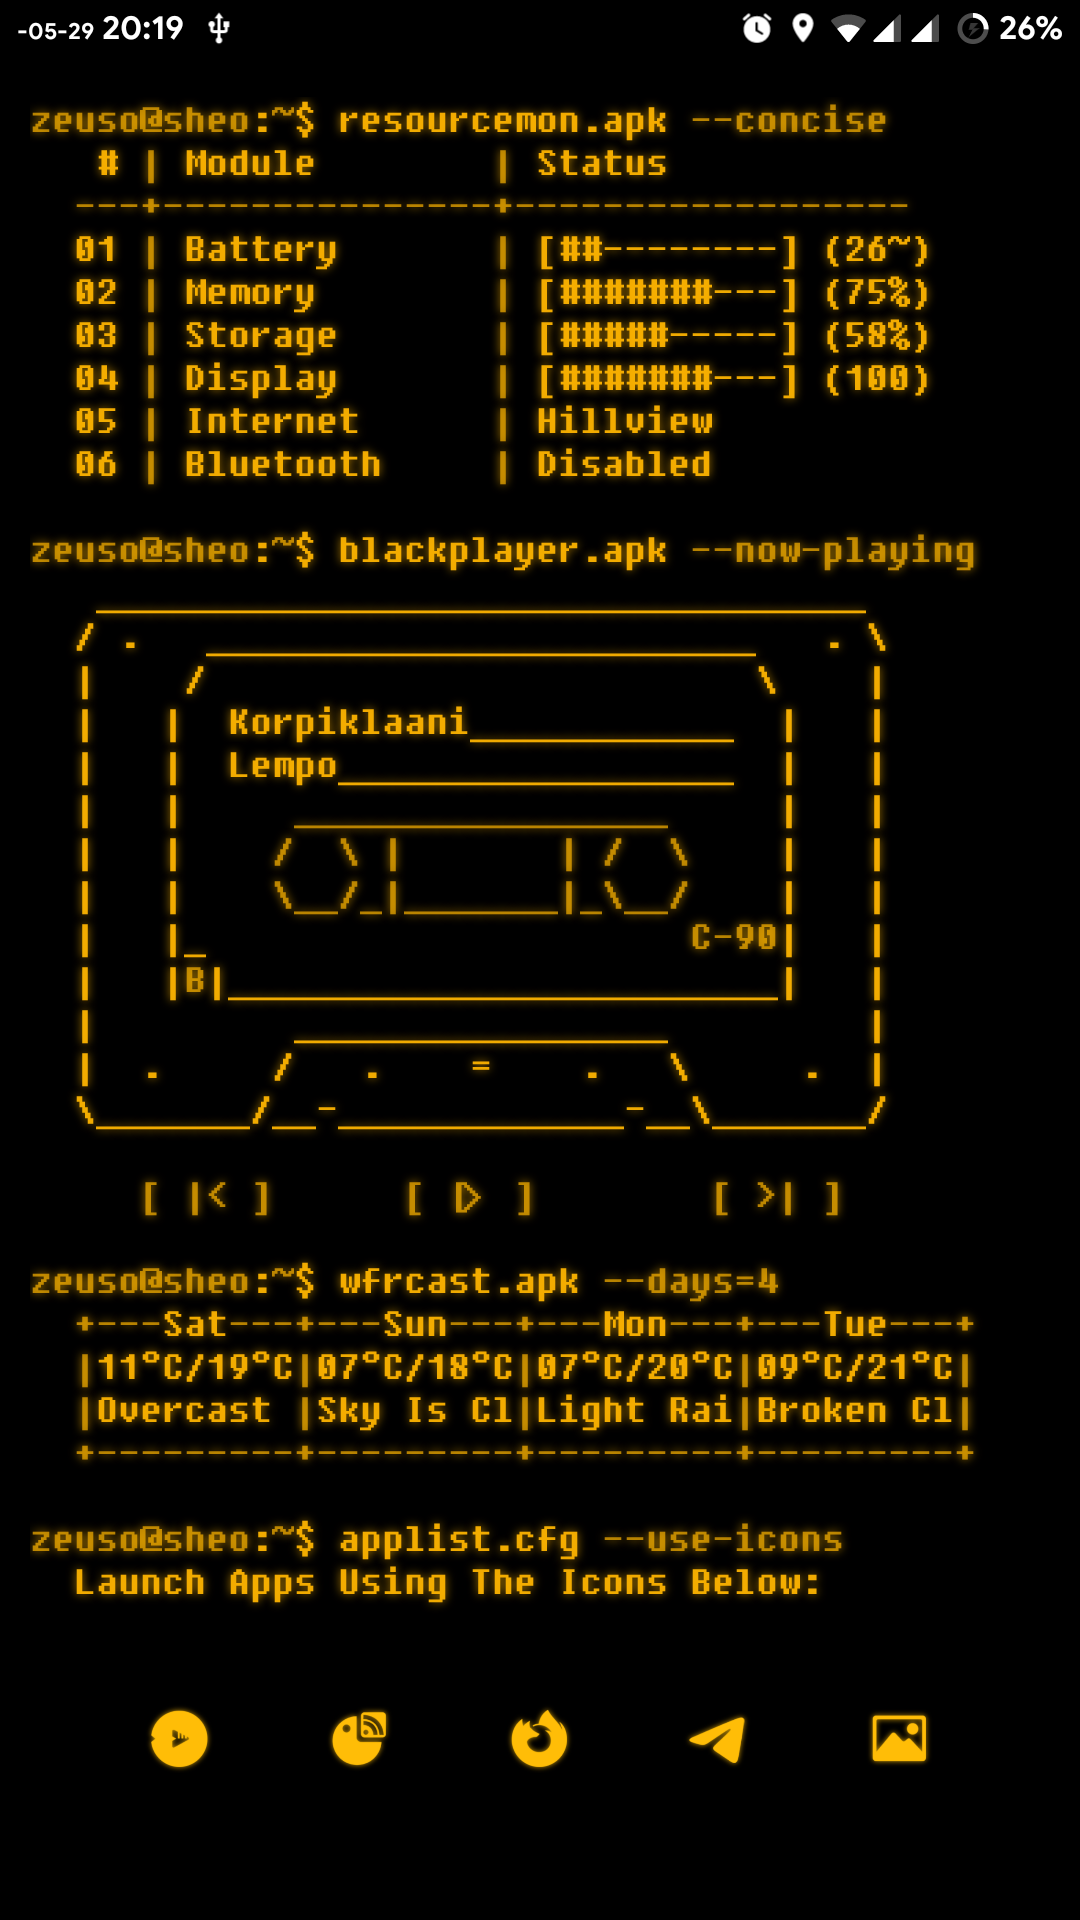 -05-29 20:19 26%
zeuso@sheo:~$ resourcemon.apk --concise
# | Module | Status
---+---------------+------------------
01 | Battery | [##--------] (26~)
02 | Memory | [#######---] (75%)
03 | Storage | [#####-----] (58%)
04 | Display | [#######---] (100)
05 | Internet | Hillview
06 | Bluetooth | Disabled
zeuso@sheo:~$ blackplayer.apk --now-playing
Korpiklaani____________
Lempo__________________
C-90
B
[ |< ] [ |> ] [ >| ]
zeuso@sheo:~$ wfrcast.apk --days=4
+---Sat---+---Sun---+---Mon---+---Tue---+
|11°C/19°C|07°C/18°C|07°C/20°C|09°C/21°C|
|Overcast |Sky Is Cl|Light Rai|Broken Cl|
+---------+---------+---------+---------+
zeuso@sheo:~$ applist.cfg --use-icons
Launch Apps Using The Icons Below: